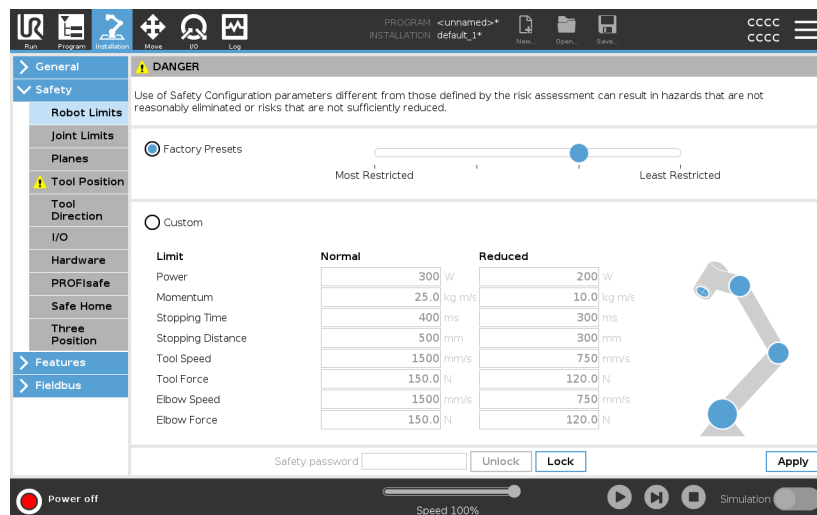 PROGRAM <unnamed>*
INSTALLATION default_1*
Run Program Installation Move I/O Log New... Open... Save...
CCCC
CCCC
General
Safety
Robot Limits
Joint Limits
Planes
Tool Position
Tool
Direction
I/O
Hardware
PROFIsafe
Safe Home
Three
Position
Features
Fieldbus
DANGER
Use of Safety Configuration parameters different from those defined by the risk assessment can result in hazards that are not
reasonably eliminated or risks that are not sufficiently reduced.
Factory Presets
Most Restricted Least Restricted
Custom
Limit Normal Reduced
Power 300 W 200 W
Momentum 25.0 kg m/s 10.0 kg m/s
Stopping Time 400 ms 300 ms
Stopping Distance 500 mm 300 mm
Tool Speed 1500 mm/s 750 mm/s
Tool Force 150.0 N 120.0 N
Elbow Speed 1500 mm/s 750 mm/s
Elbow Force 150.0 N 120.0 N
Safety password Unlock Lock Apply
Power off
Speed 100%
Simulation